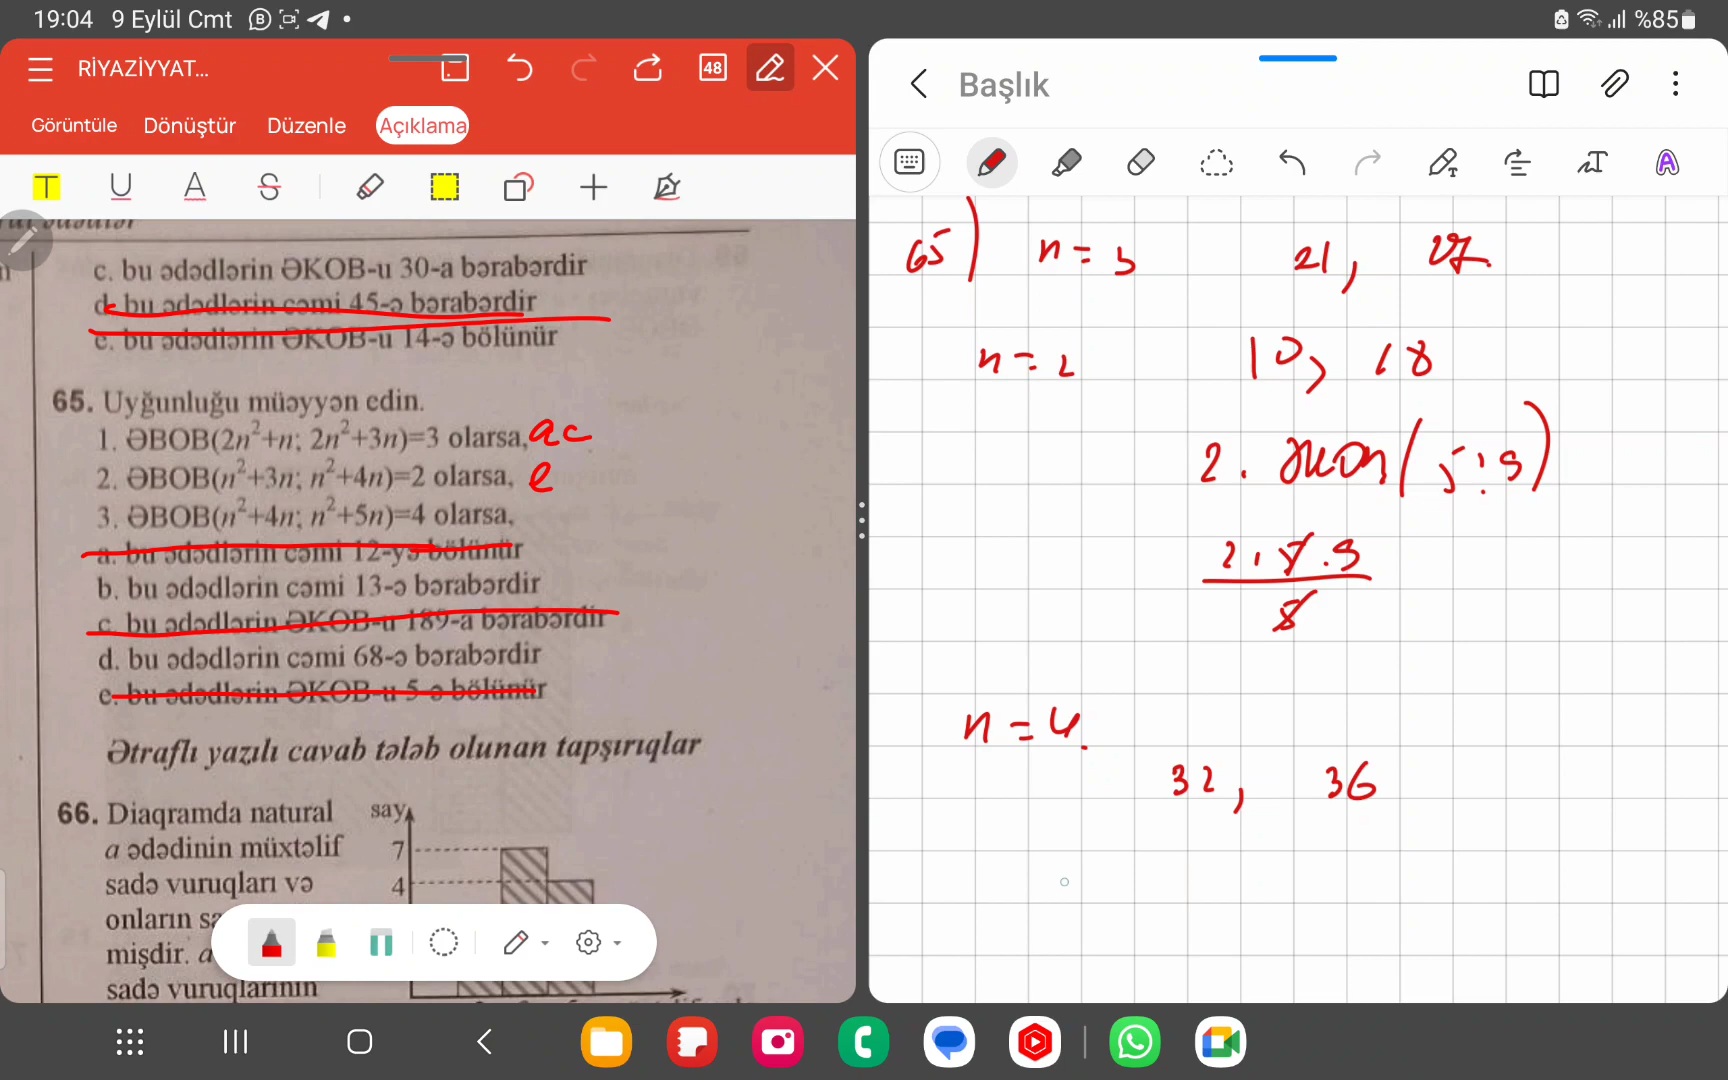 19:04 9 Eylül Cmt
%85
RİYAZİYYAT...
48
Görüntüle Dönüştür Düzenle Açıklama
c. bu ədədlərin ƏKOB-u 30-a bərabərdir
d. bu ədədlərin cəmi 45-ə bərabərdir
e. bu ədədlərin ƏKOB-u 14-ə bölünür
65. Uyğunluğu müəyyən edin.
1. ƏBOB(2n²+n; 2n²+3n)=3 olarsa, ac
2. ƏBOB(n²+3n; n²+4n)=2 olarsa, e
3. ƏBOB(n²+4n; n²+5n)=4 olarsa,
a. bu ədədlərin cəmi 12-yə bölünür
b. bu ədədlərin cəmi 13-ə bərabərdir
c. bu ədədlərin ƏKOB-u 189-a bərabərdir
d. bu ədədlərin cəmi 68-ə bərabərdir
e. bu ədədlərin ƏKOB-u 5-ə bölünür
Ətraflı yazılı cavab tələb olunan tapşırıqlar
66. Diaqramda natural
a ədədinin müxtəlif
sadə vuruqları və
onların
mişdir. a
sadə vuruqlarının
say
7
4
Başlık
65) n = 3 21, 27
n = 2 10, 18
2 . ƏKOB(5;9)
n = 4
32, 36